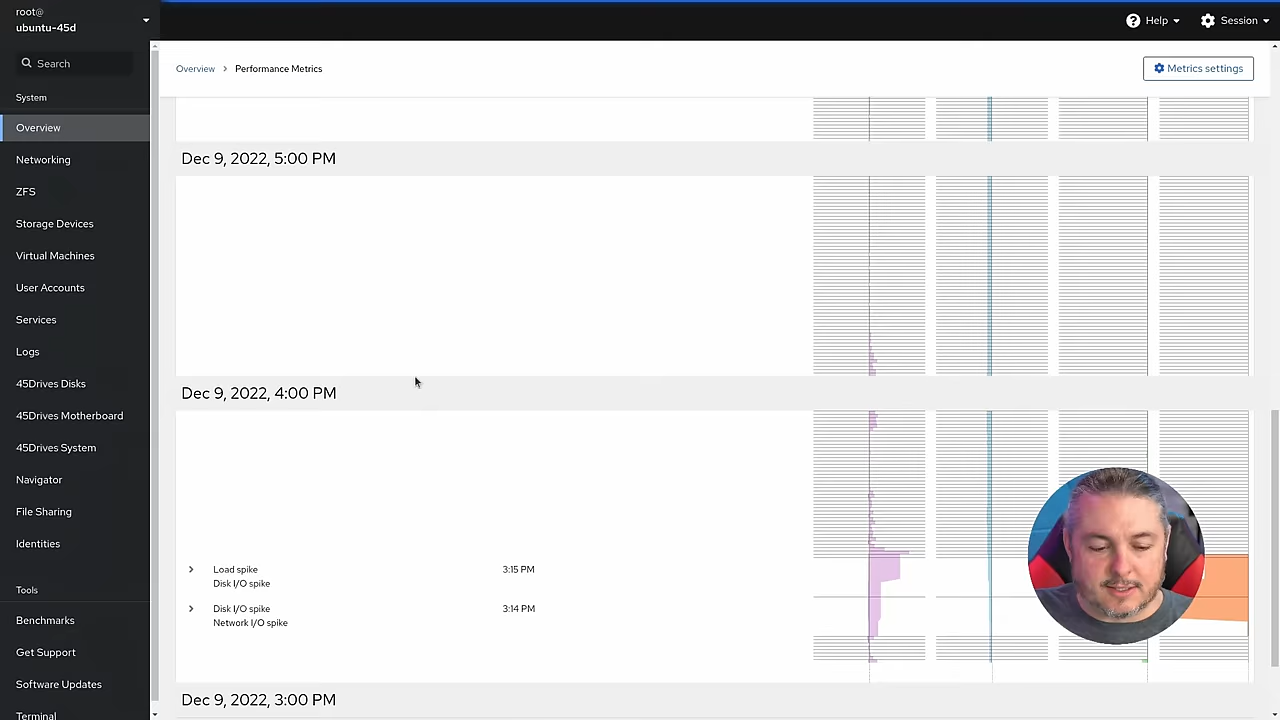 root@
ubuntu-45d
Help
Session
Search
System
Overview
Networking
ZFS
Storage Devices
Virtual Machines
User Accounts
Services
Logs
45Drives Disks
45Drives Motherboard
45Drives System
Navigator
File Sharing
Identities
Tools
Benchmarks
Get Support
Software Updates
Terminal
Overview > Performance Metrics
Metrics settings
Dec 9, 2022, 5:00 PM
Dec 9, 2022, 4:00 PM
Load spike 3:15 PM
Disk I/O spike
Disk I/O spike 3:14 PM
Network I/O spike
Dec 9, 2022, 3:00 PM